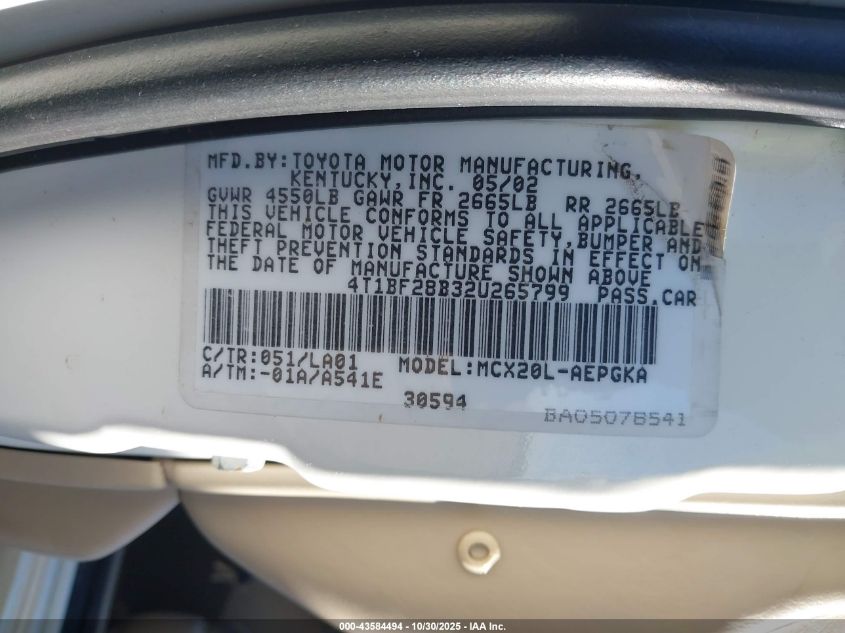 MFD.BY:TOYOTA MOTOR MANUFACTURING,
KENTUCKY,INC. 05/02
GVWR 4550LB GAWR FR 2665LB RR 2665LB
THIS VEHICLE CONFORMS TO ALL APPLICABLE
FEDERAL MOTOR VEHICLE SAFETY,BUMPER AND
THEFT PREVENTION STANDARDS IN EFFECT ON
THE DATE OF MANUFACTURE SHOWN ABOVE
4T1BF28B32U265799 PASS.CAR
C/TR:051/LA01 MODEL:MCX20L-AEPGKA
A/TM:-01A/A541E
30594
BA05078541
000-43584494 | 10/30/2025 - IAA Inc.